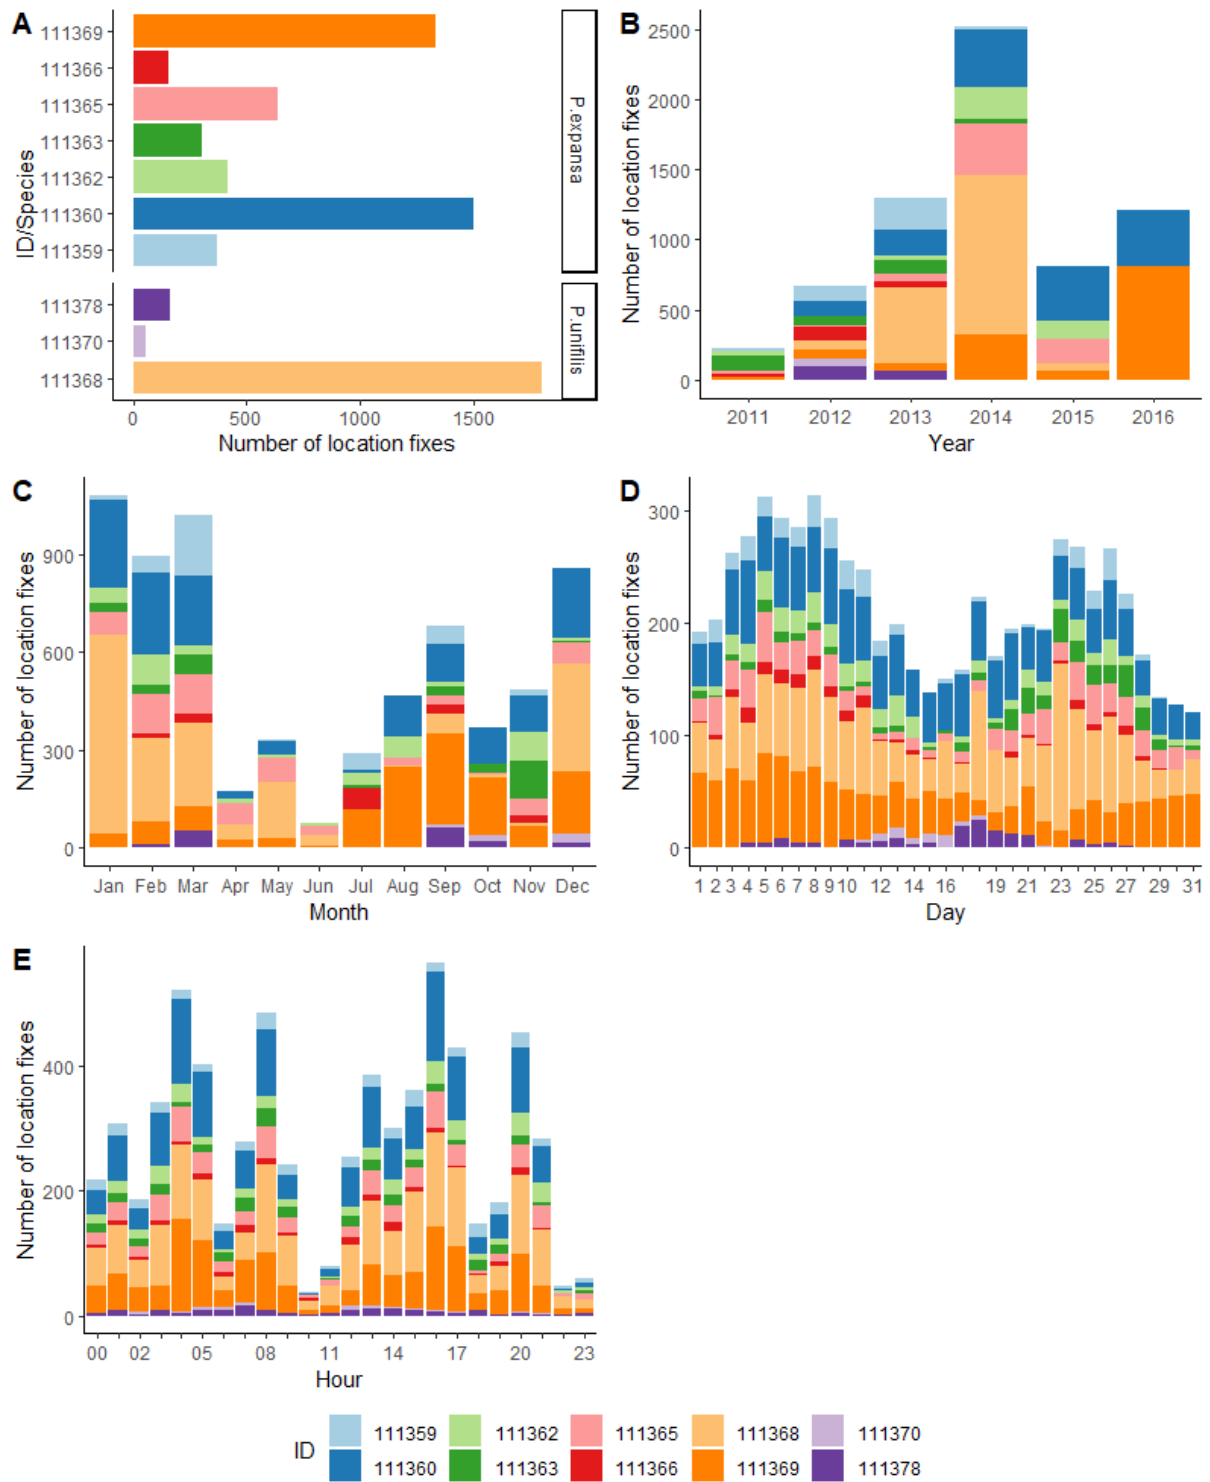 A
111369
111366
111365
111363
111362
111360
111359
111378
111370
111368
ID/Species
P.expansa
P.unifilis
0 500 1000 1500
Number of location fixes
B
2500
2000
1500
1000
500
0
Number of location fixes
2011 2012 2013 2014 2015 2016
Year
C
900
600
300
0
Number of location fixes
Jan Feb Mar Apr May Jun Jul Aug Sep Oct Nov Dec
Month
D
300
200
100
0
Number of location fixes
1 2 3 4 5 6 7 8 9 10 12 14 16 19 21 23 25 27 29 31
Day
E
400
200
0
Number of location fixes
00 02 05 08 11 14 17 20 23
Hour
ID
111359 111362 111365 111368 111370
111360 111363 111366 111369 111378